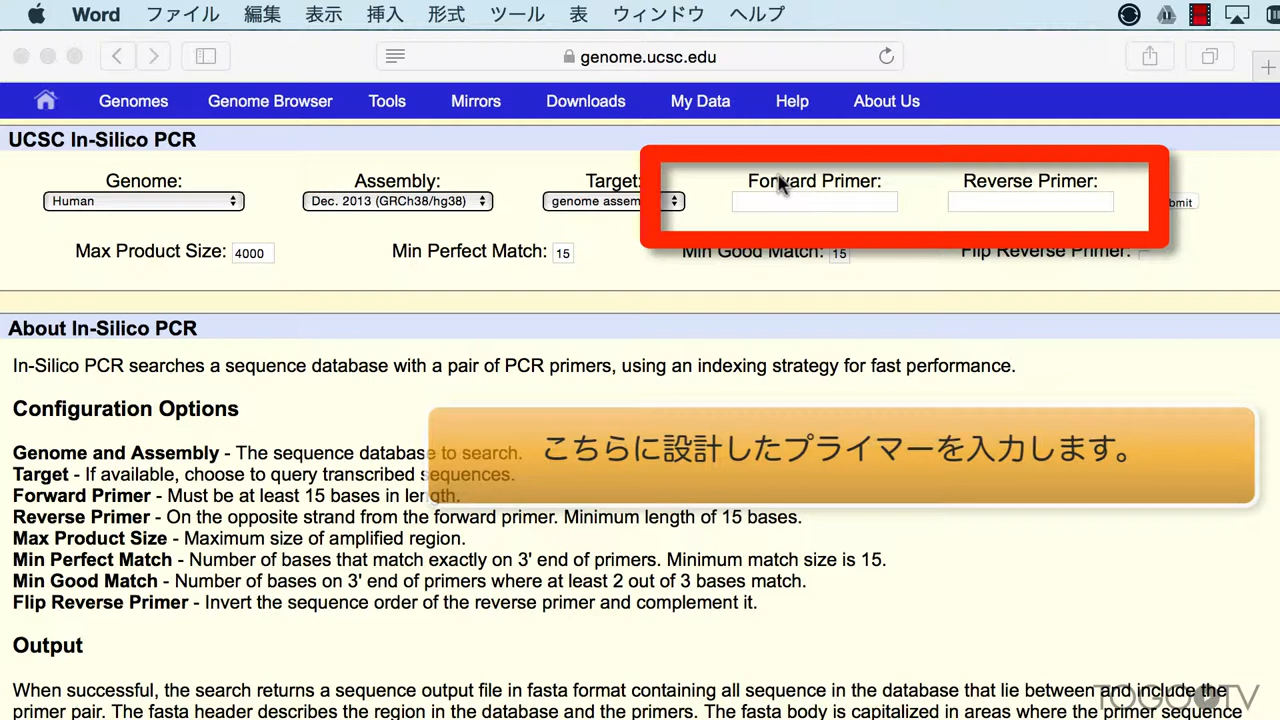 Word ファイル 編集 表示 挿入 形式 ツール 表 ウィンドウ ヘルプ
genome.ucsc.edu
Genomes Genome Browser Tools Mirrors Downloads My Data Help About Us
UCSC In-Silico PCR
Genome: Assembly: Target: Forward Primer: Reverse Primer:
Human Dec. 2013 (GRCh38/hg38) genome assem mit
Max Product Size: 4000 Min Perfect Match: 15 Min Good Match: 15 Flip Reverse Primer:
About In-Silico PCR
In-Silico PCR searches a sequence database with a pair of PCR primers, using an indexing strategy for fast performance.
Configuration Options
こちらに設計したプライマーを入力します。
Genome and Assembly - The sequence database to search.
Target - If available, choose to query transcribed sequences.
Forward Primer - Must be at least 15 bases in length.
Reverse Primer - On the opposite strand from the forward primer. Minimum length of 15 bases.
Max Product Size - Maximum size of amplified region.
Min Perfect Match - Number of bases that match exactly on 3' end of primers. Minimum match size is 15.
Min Good Match - Number of bases on 3' end of primers where at least 2 out of 3 bases match.
Flip Reverse Primer - Invert the sequence order of the reverse primer and complement it.
Output
When successful, the search returns a sequence output file in fasta format containing all sequence in the database that lie between and include the
primer pair. The fasta header describes the region in the database and the primers. The fasta body is capitalized in areas where the primer sequence
TOGOTV